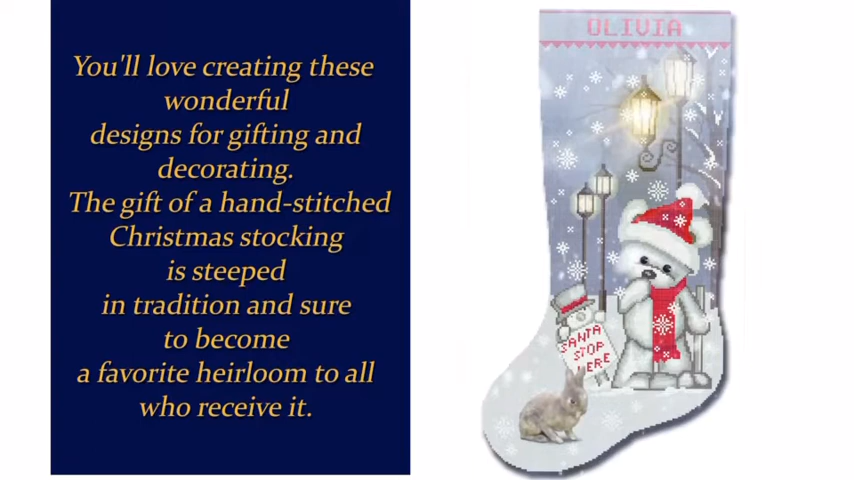 You'll love creating these
wonderful
designs for gifting and
decorating.
The gift of a hand-stitched
Christmas stocking
is steeped
in tradition and sure
to become
a favorite heirloom to all
who receive it.
OLIVIA
SANTA
STOP
HERE